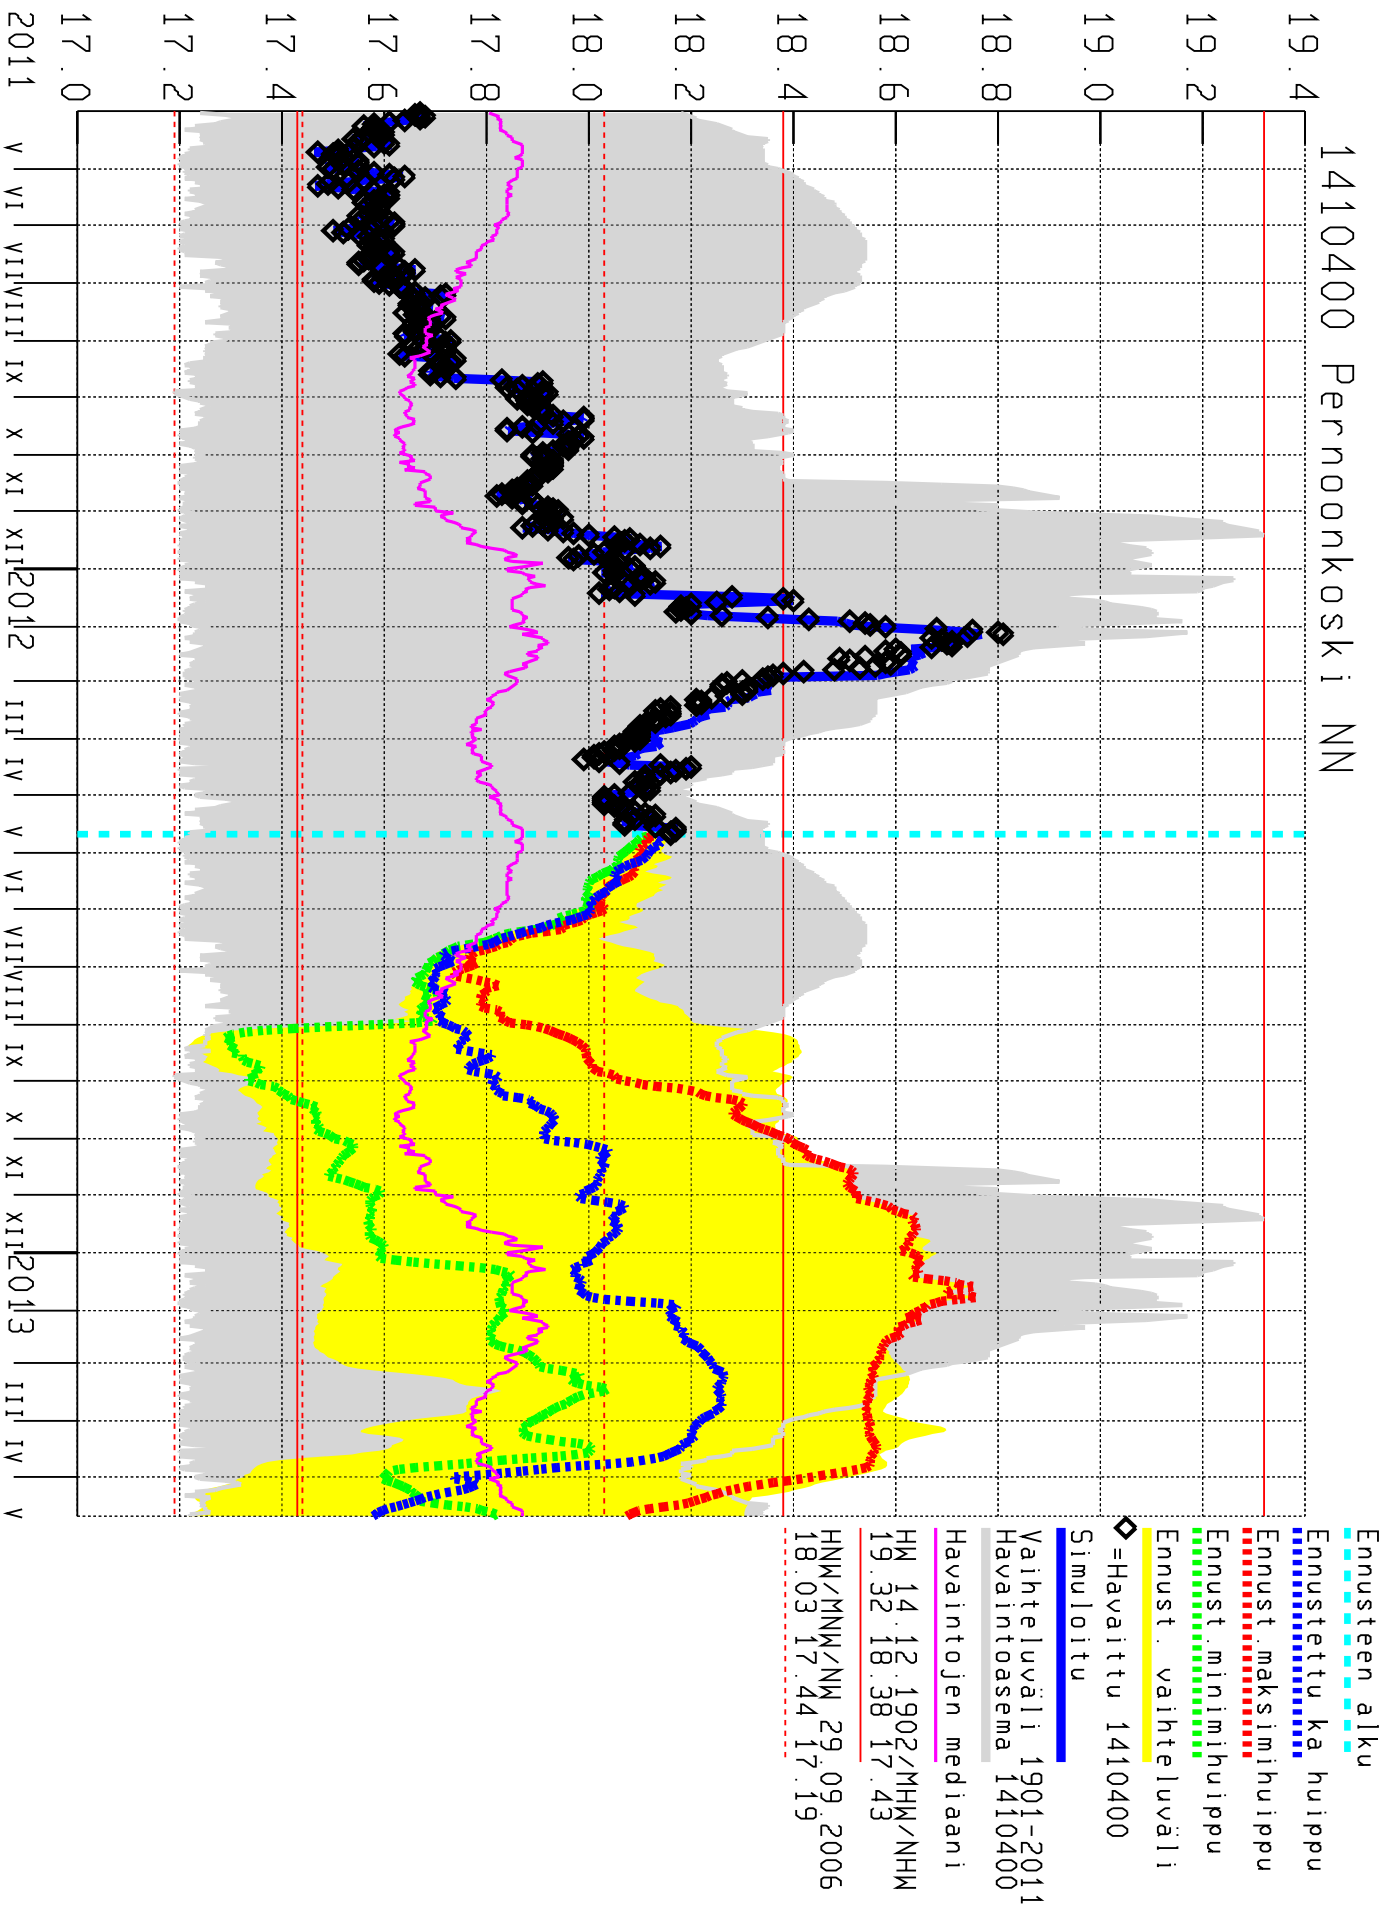 1410400 Pernoonkoski NN
19.4
19.2
19.0
18.8
18.6
18.4
18.2
18.0
17.8
17.6
17.4
17.2
17.0
2011 V VI VII VIII IX X XI XII 2012 III IV V VI VII VIII IX X XI XII 2013 III IV V
Ennusteen alku
Ennustettu ka huippu
Ennust.maksimihuippu
Ennust.minimihuippu
Ennust. vaihteluväli
◇=Havaittu 1410400
Simuloitu
Vaihteluväli 1901-2011
Havaintoasema 1410400
Havaintojen mediaani
HW 14.12.1902/MHW/NHW
19.32 18.38 17.43
HNW/MNW/NW 29.09.2006
18.03 17.44 17.19